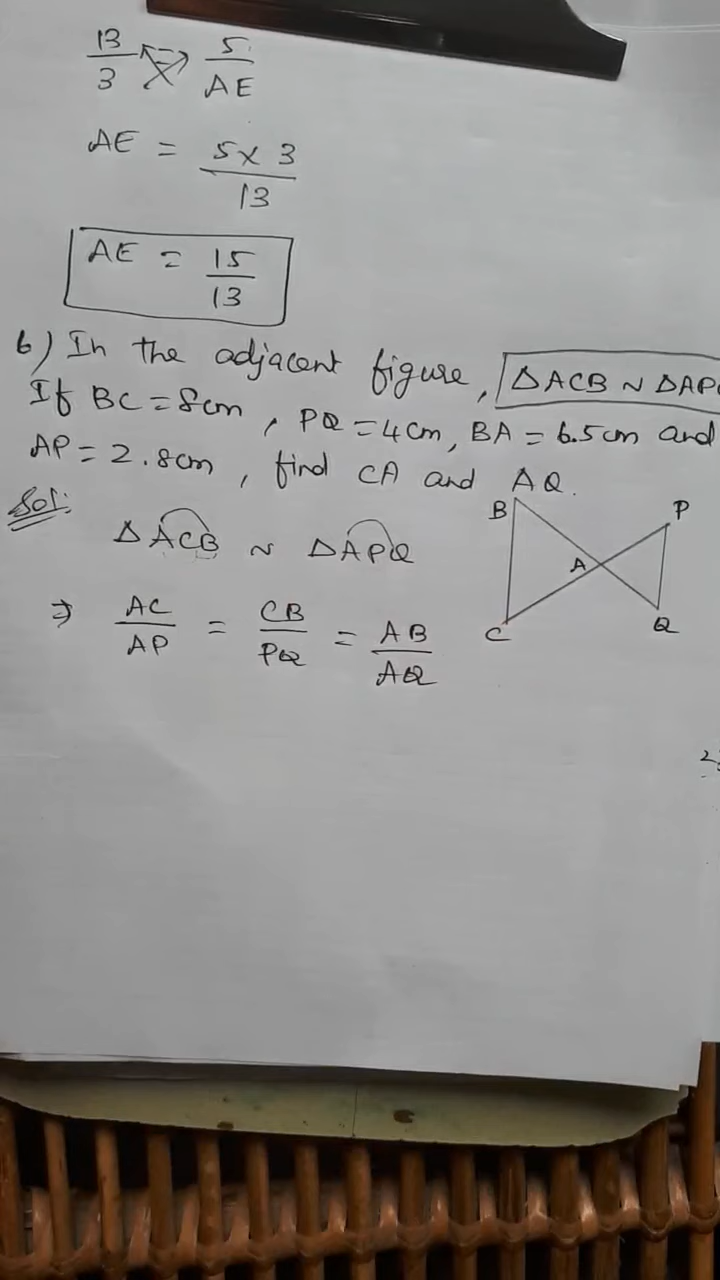 13/3 5/AE
AE = 5 x 3/13
AE = 15/13
6) In the adjacent figure, ΔACB ~ ΔAPQ
If BC = 8cm, PQ = 4cm, BA = 6.5cm and
AP = 2.8cm, find CA and AQ.
Sol:
ΔACB ~ ΔAPQ
⇒ AC/AP = CB/PQ = AB/AQ
B P
A
C Q